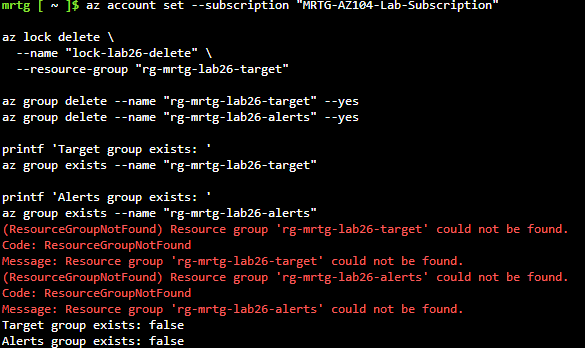 mrtg [ ~ ]$ az account set --subscription "MRTG-AZ104-Lab-Subscription"
az lock delete \
--name "lock-lab26-delete" \
--resource-group "rg-mrtg-lab26-target"
az group delete --name "rg-mrtg-lab26-target" --yes
az group delete --name "rg-mrtg-lab26-alerts" --yes
printf 'Target group exists: '
az group exists --name "rg-mrtg-lab26-target"
printf 'Alerts group exists: '
az group exists --name "rg-mrtg-lab26-alerts"
(ResourceGroupNotFound) Resource group 'rg-mrtg-lab26-target' could not be found.
Code: ResourceGroupNotFound
Message: Resource group 'rg-mrtg-lab26-target' could not be found.
(ResourceGroupNotFound) Resource group 'rg-mrtg-lab26-alerts' could not be found.
Code: ResourceGroupNotFound
Message: Resource group 'rg-mrtg-lab26-alerts' could not be found.
Target group exists: false
Alerts group exists: false